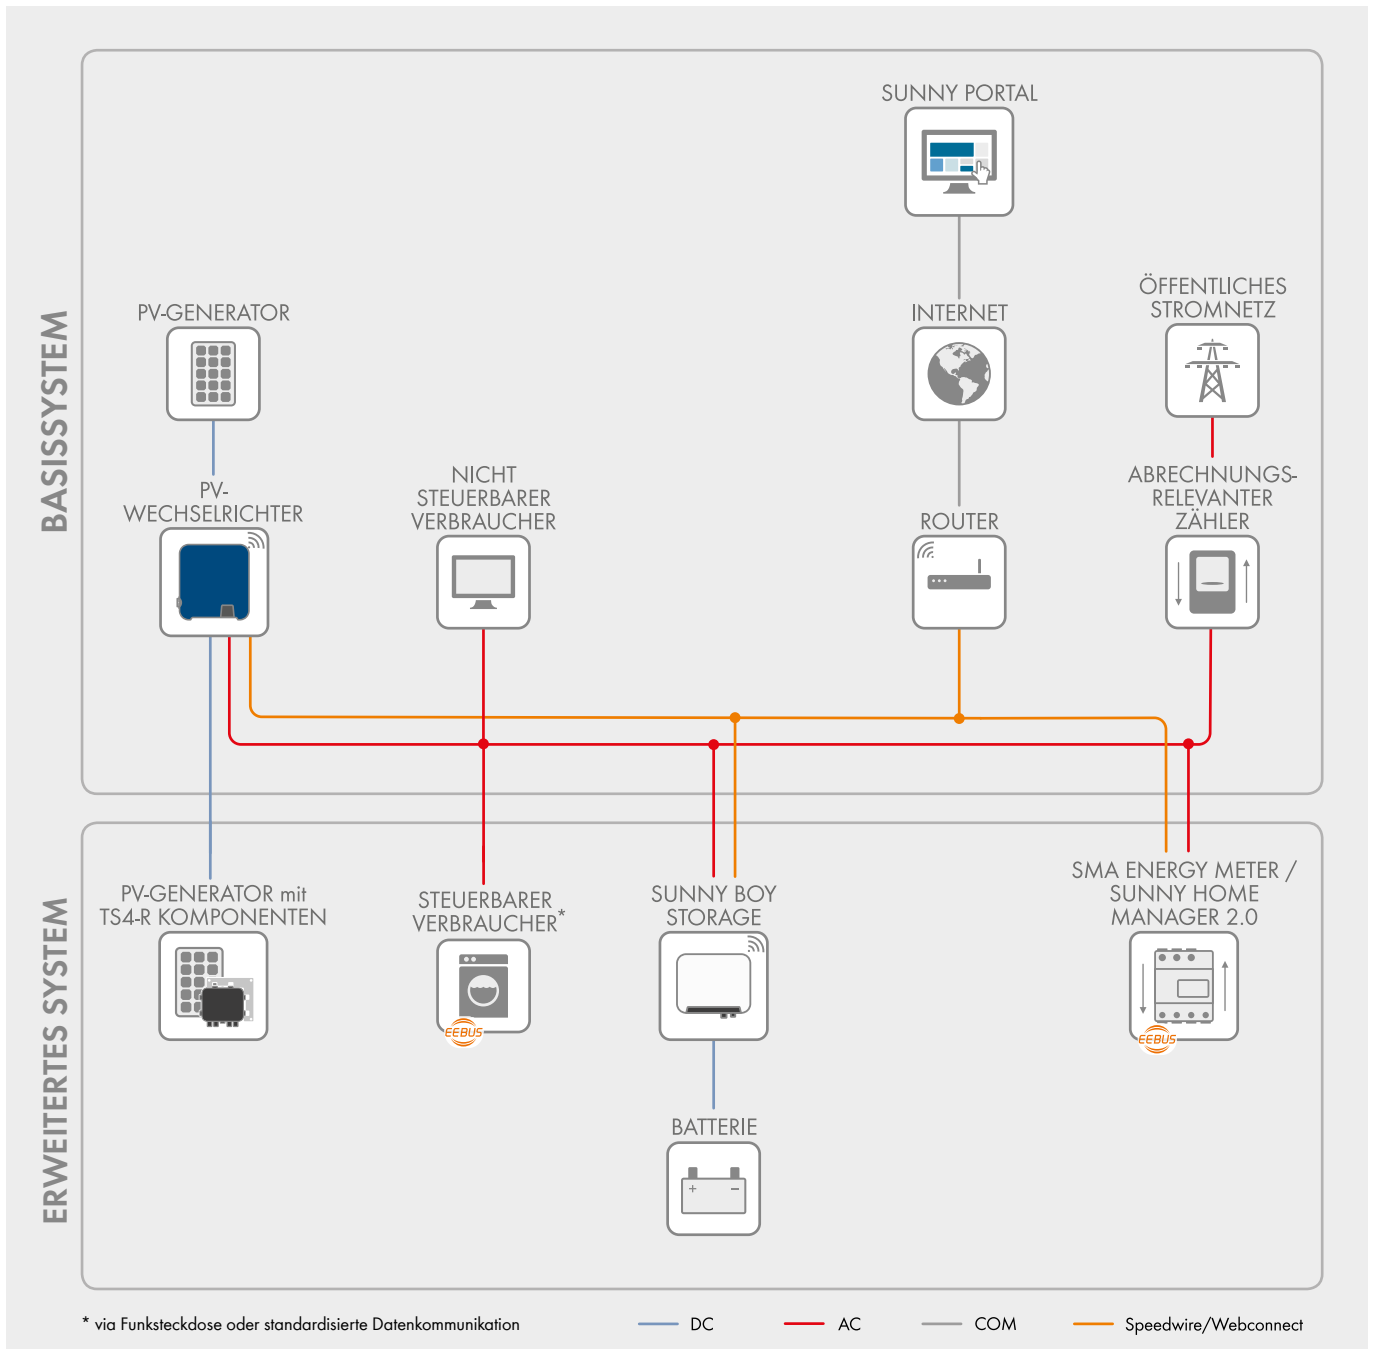 BASISSYSTEM
SUNNY PORTAL
PV-GENERATOR
INTERNET
ÖFFENTLICHES
STROMNETZ
PV-
WECHSELRICHTER
NICHT
STEUERBARER
VERBRAUCHER
ROUTER
ABRECHNUNGS-
RELEVANTER
ZÄHLER
ERWEITERTES SYSTEM
PV-GENERATOR mit
TS4-R KOMPONENTEN
STEUERBARER
VERBRAUCHER*
EEBUS
SUNNY BOY
STORAGE
SMA ENERGY METER /
SUNNY HOME
MANAGER 2.0
EEBUS
BATTERIE
+ −
* via Funksteckdose oder standardisierte Datenkommunikation
DC
AC
COM
Speedwire/Webconnect